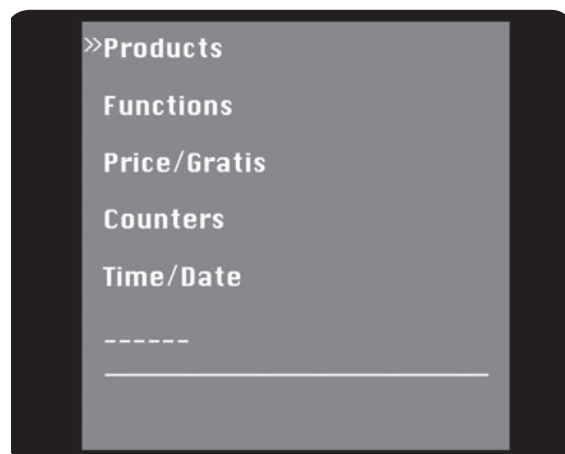 »Products
Functions
Price/Gratis
Counters
Time/Date
------